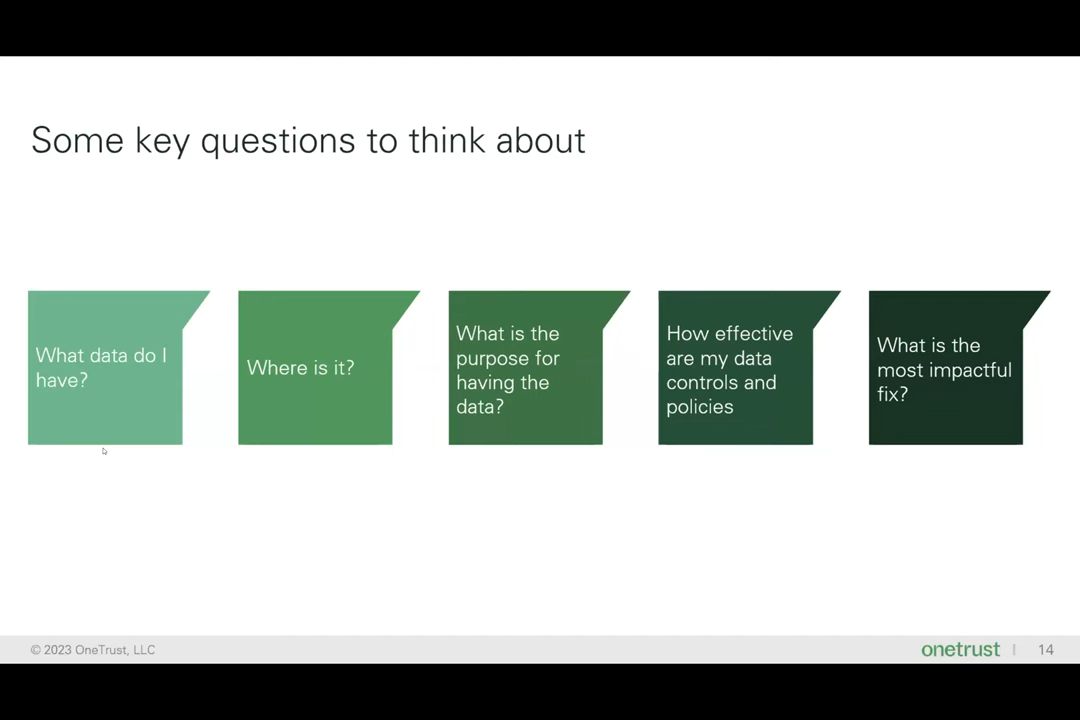 Some key questions to think about
What data do I
have?
Where is it?
What is the
purpose for
having the
data?
How effective
are my data
controls and
policies
What is the
most impactful
fix?
© 2023 OneTrust, LLC
onetrust | 14